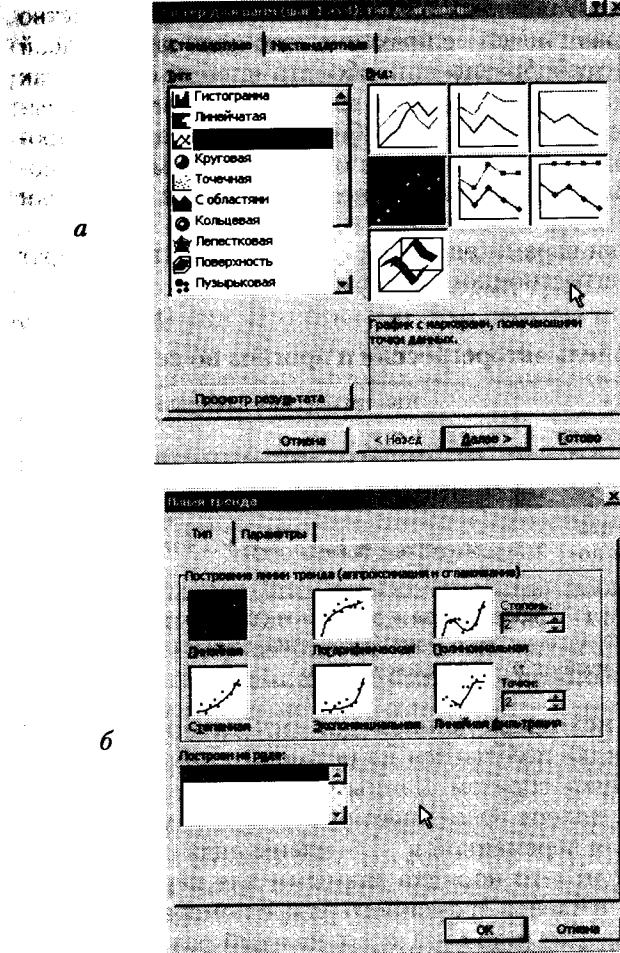 Стандартные Нестандартные
Тип: Вид:
Гистограмма
Линейчатая
Круговая
Точечная
С областями
Кольцевая
Лепестковая
Поверхность
Пузырьковая
а
График с маркерами, помечающими
точки данных.
Просмотр результата
Отмена < Назад Далее > Готово
Линия тренда
Тип Параметры
Построение линии тренда (аппроксимация и сглаживание)
Степень:
2
Линейная Логарифмическая Полиномиальная
Точки:
2
Степенная Экспоненциальная Линейная фильтрация
б
Построен на ряде:
OK Отмена